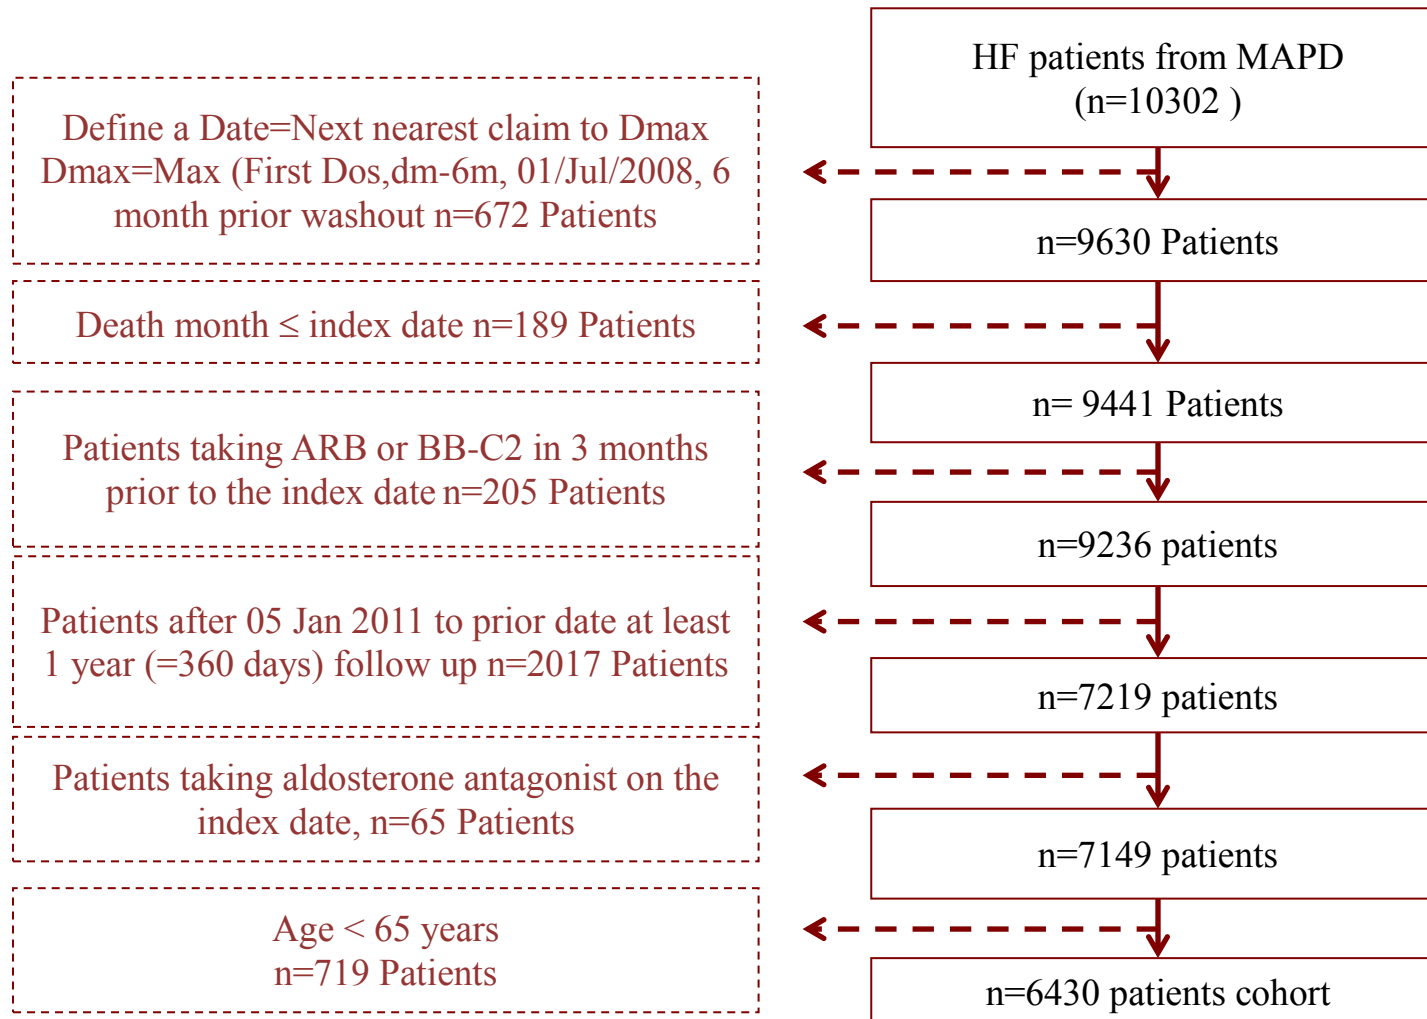 HF patients from MAPD
(n=10302 )
Define a Date=Next nearest claim to Dmax
Dmax=Max (First Dos,dm-6m, 01/Jul/2008, 6
month prior washout n=672 Patients
n=9630 Patients
Death month ≤ index date n=189 Patients
n= 9441 Patients
Patients taking ARB or BB-C2 in 3 months
prior to the index date n=205 Patients
n=9236 patients
Patients after 05 Jan 2011 to prior date at least
1 year (=360 days) follow up n=2017 Patients
n=7219 patients
Patients taking aldosterone antagonist on the
index date, n=65 Patients
n=7149 patients
Age < 65 years
n=719 Patients
n=6430 patients cohort